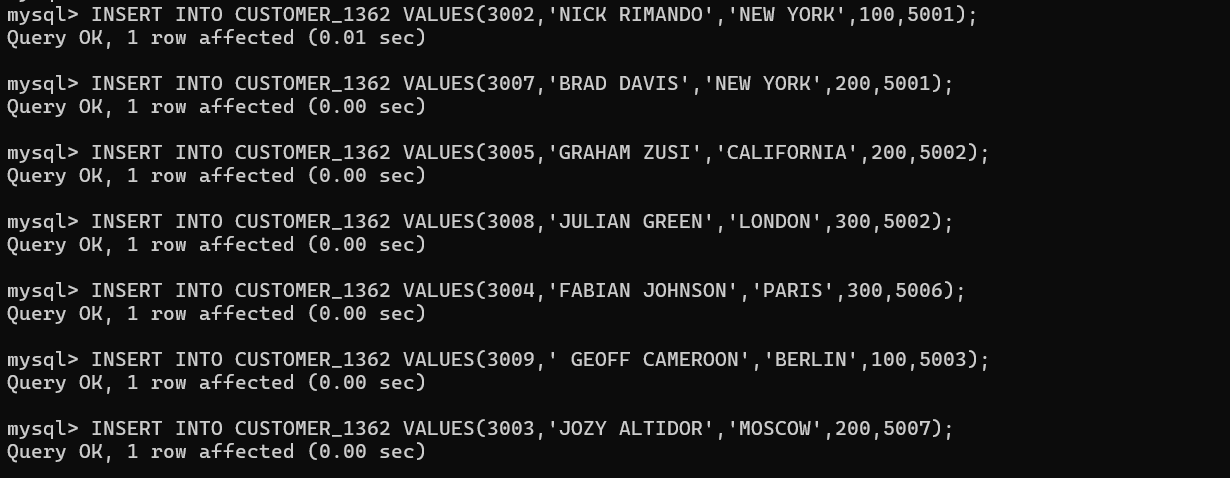 mysql> INSERT INTO CUSTOMER_1362 VALUES(3002,'NICK RIMANDO','NEW YORK',100,5001);
Query OK, 1 row affected (0.01 sec)
mysql> INSERT INTO CUSTOMER_1362 VALUES(3007,'BRAD DAVIS','NEW YORK',200,5001);
Query OK, 1 row affected (0.00 sec)
mysql> INSERT INTO CUSTOMER_1362 VALUES(3005,'GRAHAM ZUSI','CALIFORNIA',200,5002);
Query OK, 1 row affected (0.00 sec)
mysql> INSERT INTO CUSTOMER_1362 VALUES(3008,'JULIAN GREEN','LONDON',300,5002);
Query OK, 1 row affected (0.00 sec)
mysql> INSERT INTO CUSTOMER_1362 VALUES(3004,'FABIAN JOHNSON','PARIS',300,5006);
Query OK, 1 row affected (0.00 sec)
mysql> INSERT INTO CUSTOMER_1362 VALUES(3009,' GEOFF CAMEROON','BERLIN',100,5003);
Query OK, 1 row affected (0.00 sec)
mysql> INSERT INTO CUSTOMER_1362 VALUES(3003,'JOZY ALTIDOR','MOSCOW',200,5007);
Query OK, 1 row affected (0.00 sec)